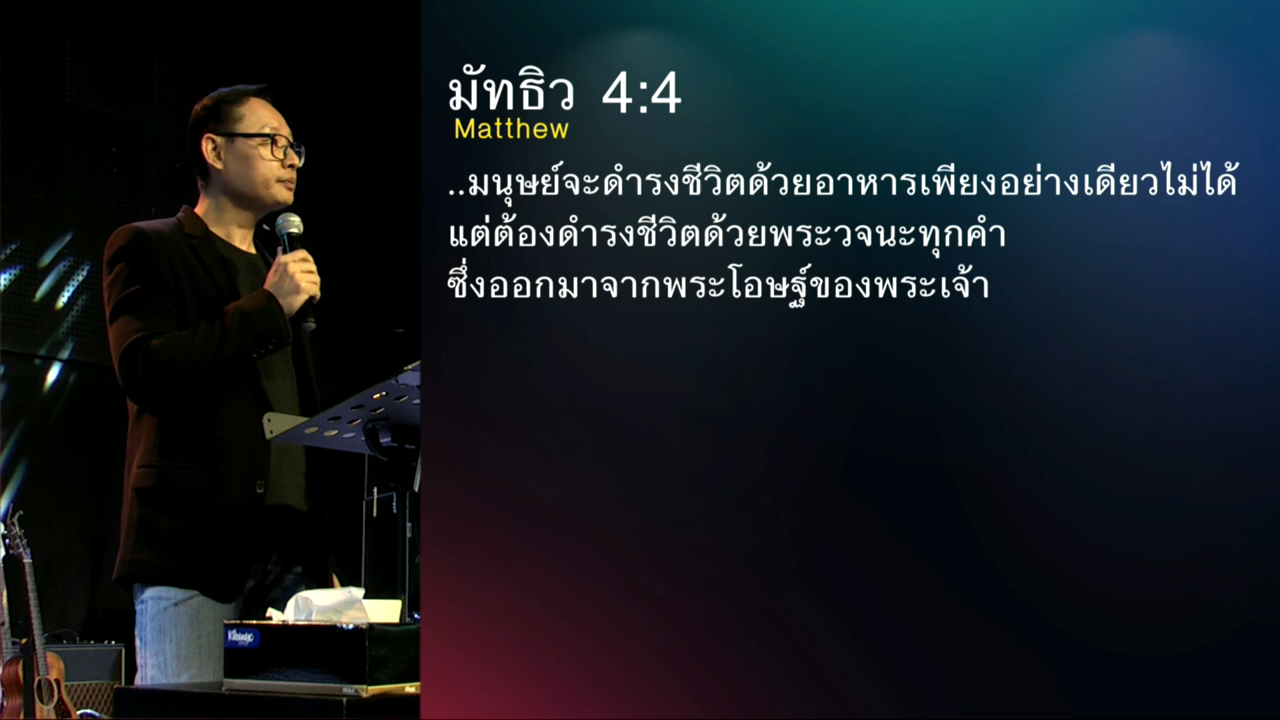 มัทธิว 4:4
Matthew
..มนุษย์จะดำรงชีวิตด้วยอาหารเพียงอย่างเดียวไม่ได้
แต่ต้องดำรงชีวิตด้วยพระวจนะทุกคำ
ซึ่งออกมาจากพระโอษฐ์ของพระเจ้า
Kleenex